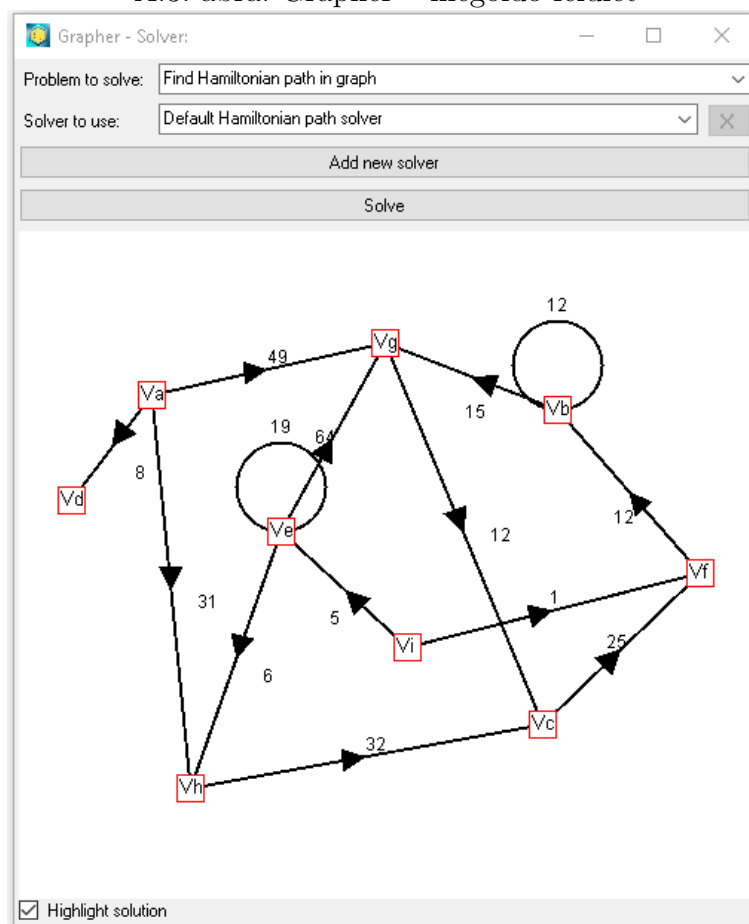 Grapher - Solver:
Problem to solve: Find Hamiltonian path in graph
Solver to use: Default Hamiltonian path solver X
Add new solver
Solve
12
Vg
49
Va
15
Vb
19
64
8
Vd
12
12
Ve
Vf
31
5
1
Vi
25
6
Vc
32
Vh
Highlight solution